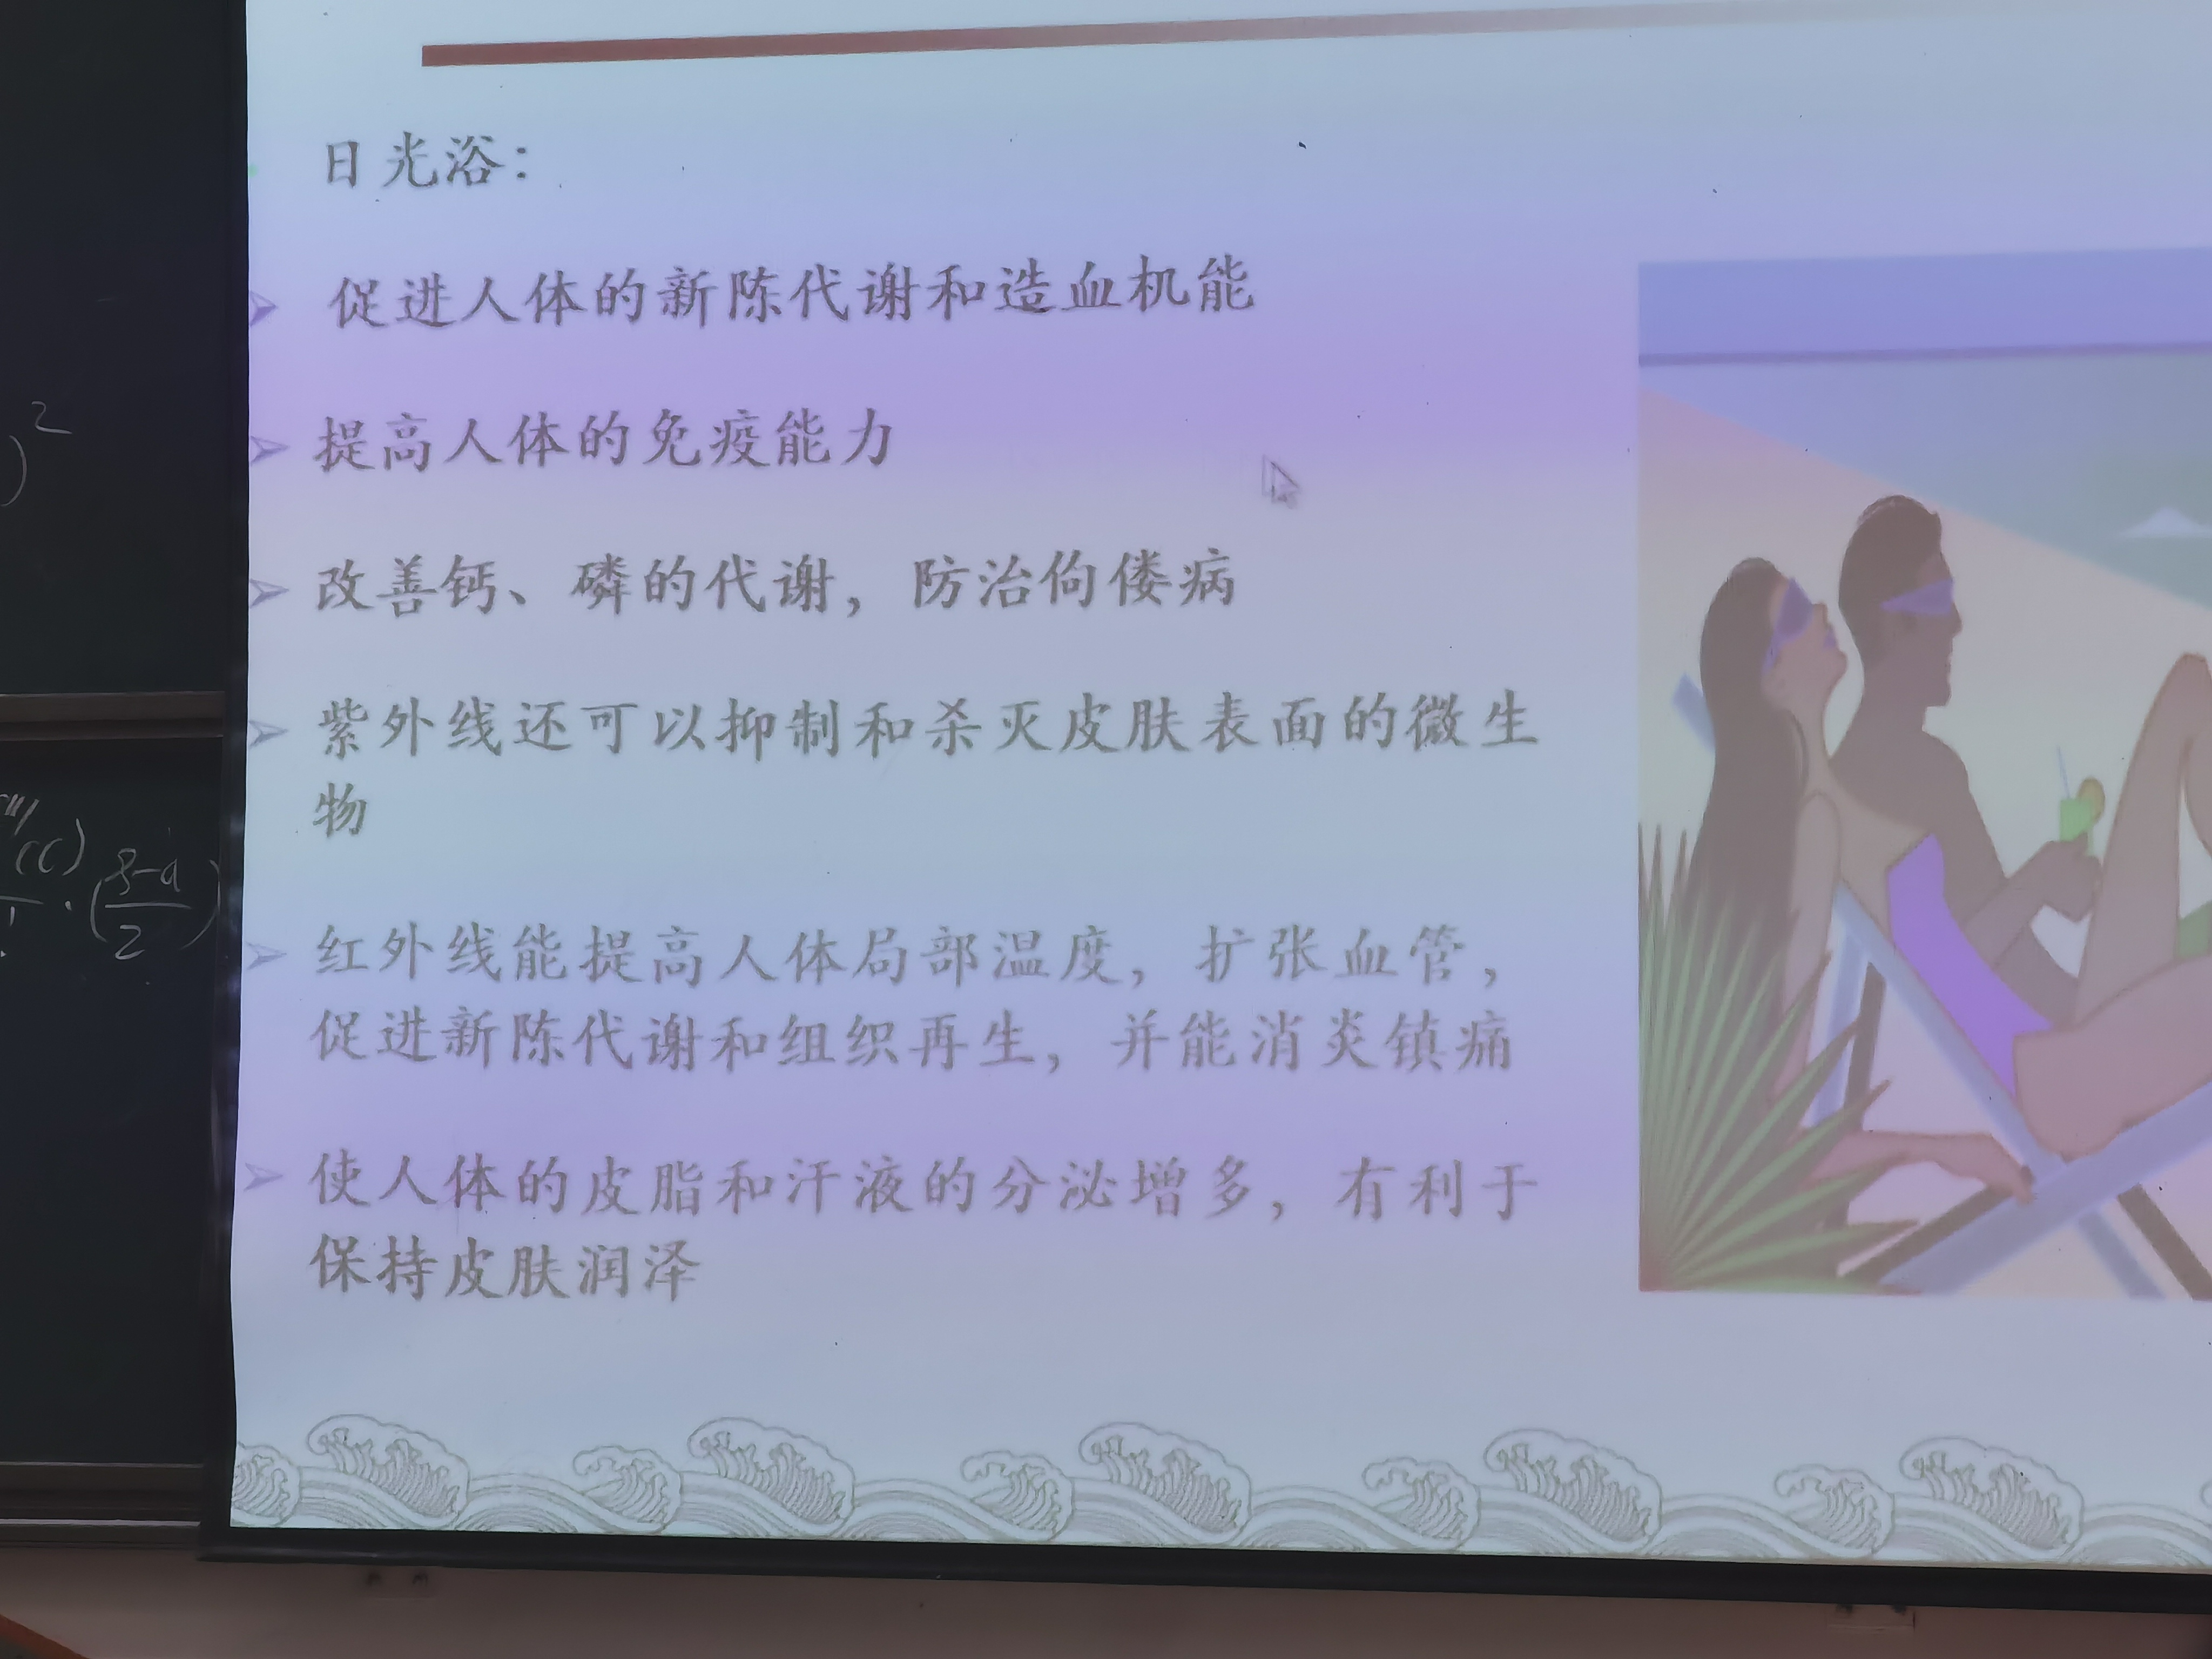 日光浴：
促进人体的新陈代谢和造血机能
提高人体的免疫能力
改善钙、磷的代谢，防治佝偻病
紫外线还可以抑制和杀灭皮肤表面的微生
物
红外线能提高人体局部温度，扩张血管，
促进新陈代谢和组织再生，并能消炎镇痛
使人体的皮脂和汗液的分泌增多，有利于
保持皮肤润泽
)²